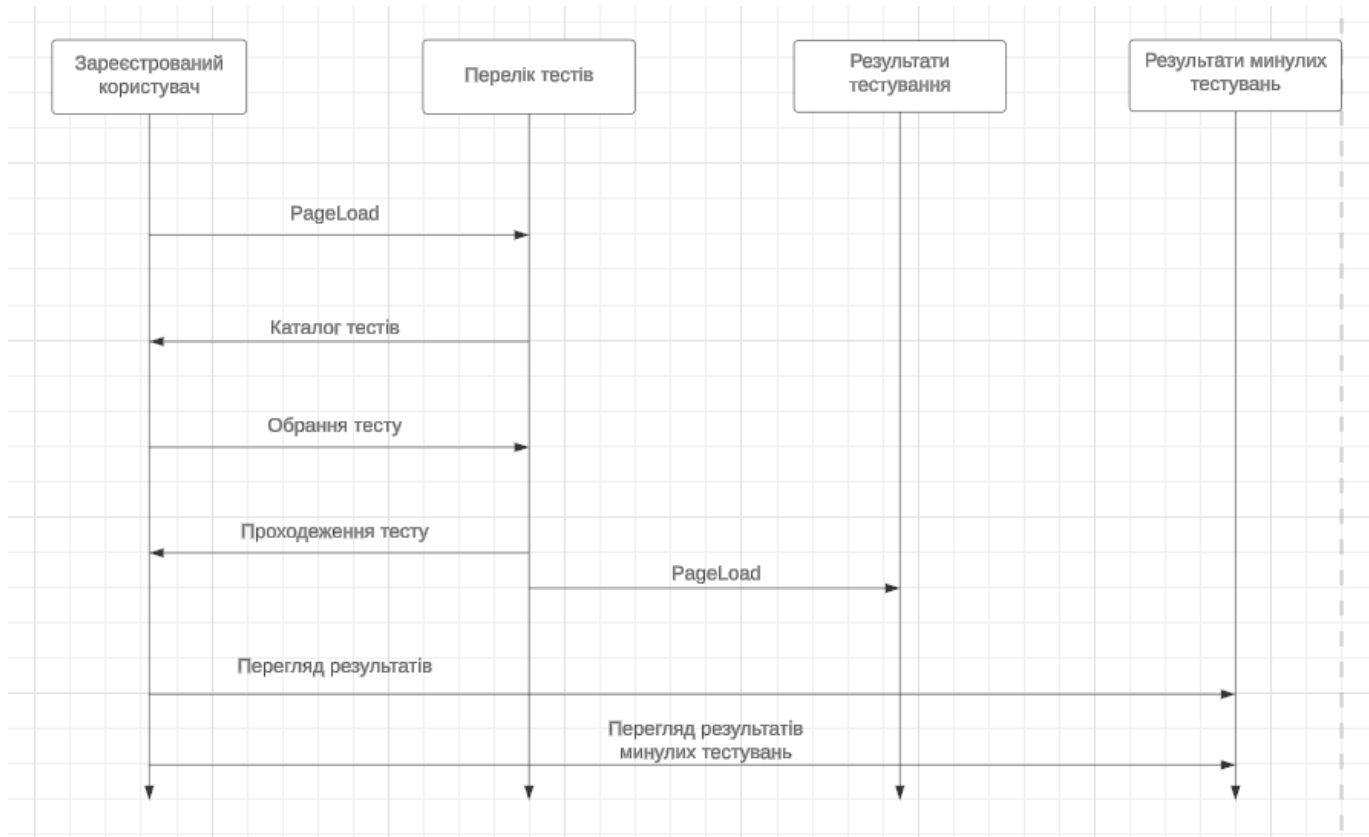 Зареєстрований
користувач
Перелік тестів
Результати
тестування
Результати минулих
тестувань
PageLoad
Каталог тестів
Обрання тесту
Проходеження тесту
PageLoad
Перегляд результатів
Перегляд результатів
минулих тестувань